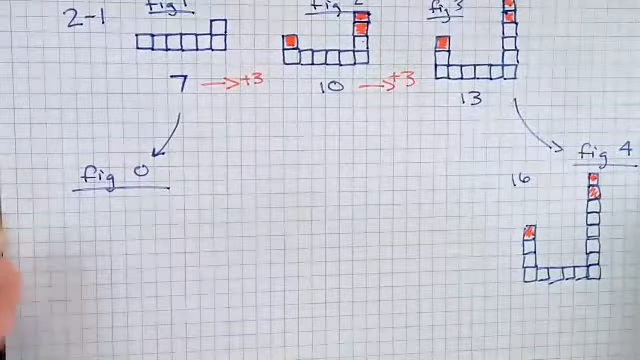 2-1
fig 1
fig 2
fig 3
7 → +3
10 → +3
13
fig 0
fig 4
16